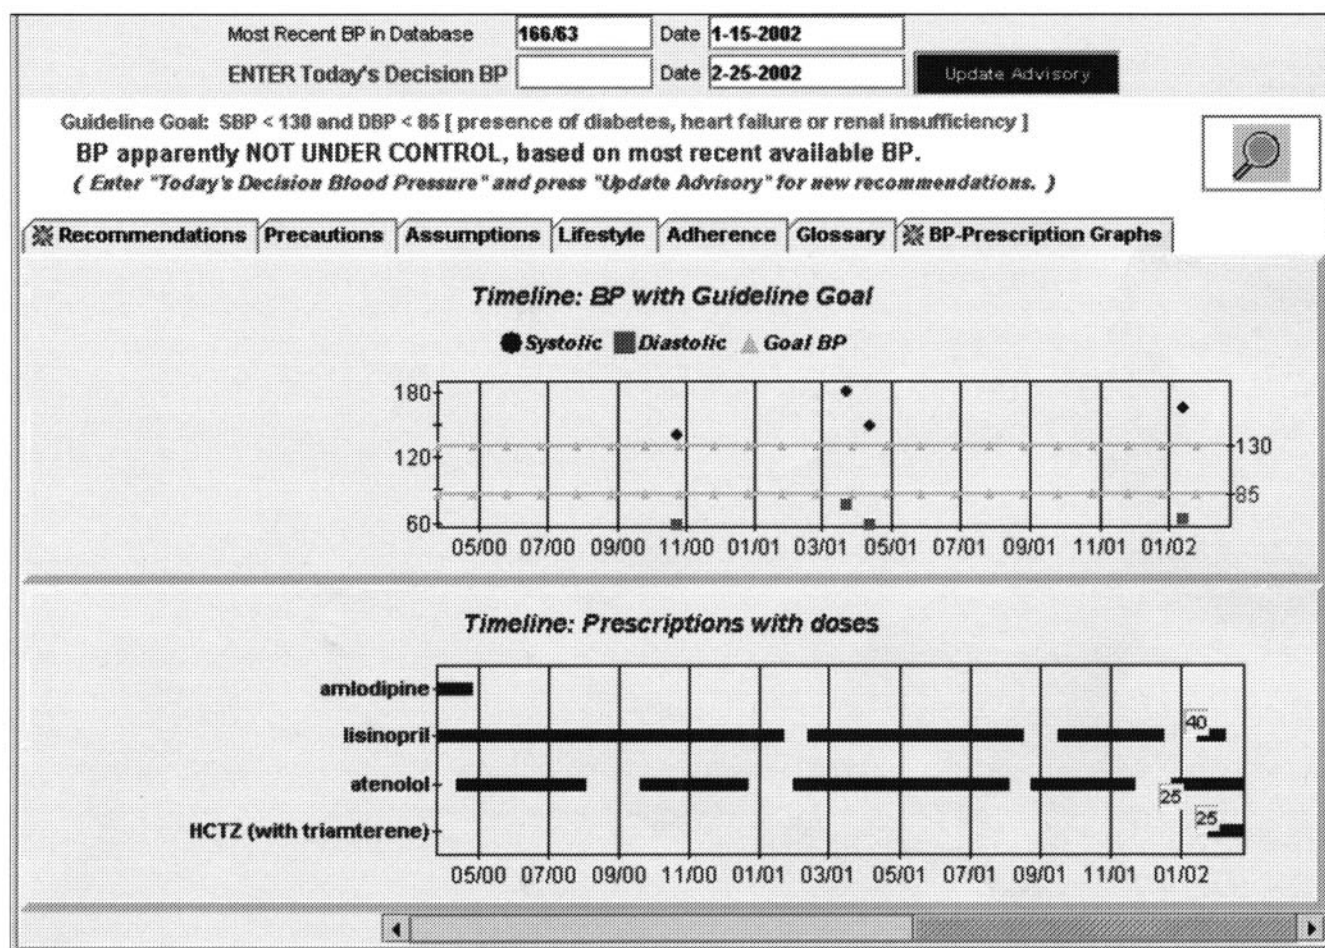 Most Recent BP in Database 166/63 Date 1-15-2002
ENTER Today's Decision BP Date 2-25-2002 Update Advisory
Guideline Goal: SBP < 130 and DBP < 85 [ presence of diabetes, heart failure or renal insufficiency ]
BP apparently NOT UNDER CONTROL, based on most recent available BP.
( Enter "Today's Decision Blood Pressure" and press "Update Advisory" for new recommendations. )
Recommendations Precautions Assumptions Lifestyle Adherence Glossary BP-Prescription Graphs
Timeline: BP with Guideline Goal
Systolic Diastolic Goal BP
180
130
120
85
60
05/00 07/00 09/00 11/00 01/01 03/01 05/01 07/01 09/01 11/01 01/02
Timeline: Prescriptions with doses
amlodipine
lisinopril 40
atenolol 25
HCTZ (with triamterene) 25
05/00 07/00 09/00 11/00 01/01 03/01 05/01 07/01 09/01 11/01 01/02